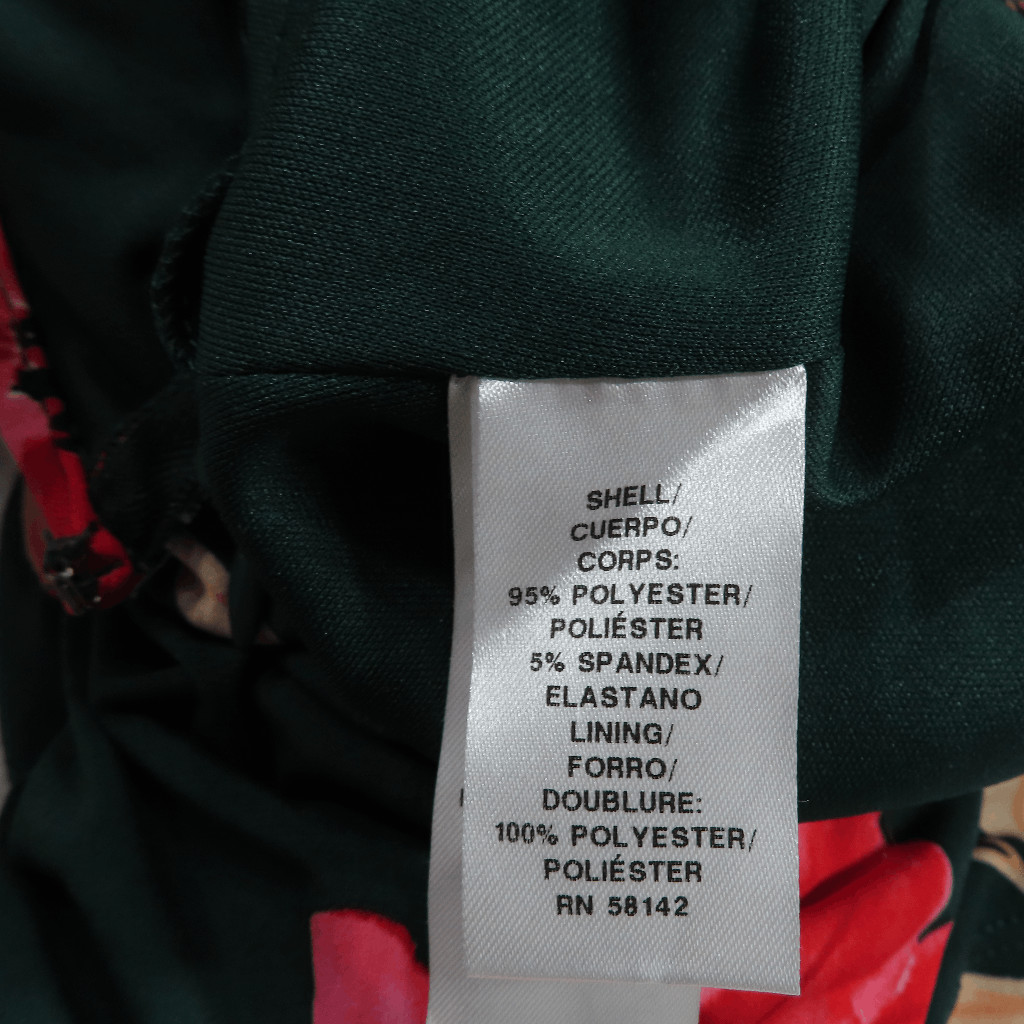 SHELL/
CUERPO/
CORPS:
95% POLYESTER/
POLIÉSTER
5% SPANDEX/
ELASTANO
LINING/
FORRO/
DOUBLURE:
100% POLYESTER/
POLIÉSTER
RN 58142